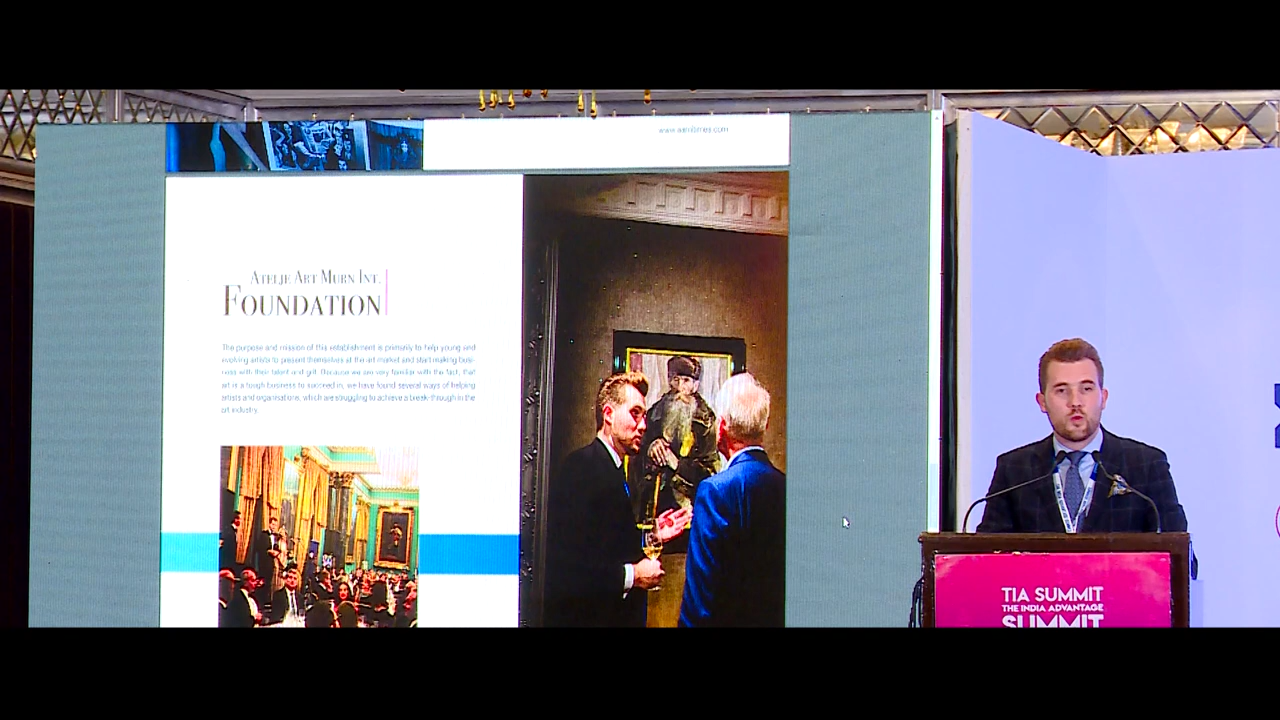 ATELJE ART MURN INT.
FOUNDATION
The purpose and mission of this establishment is primarily to help young and
evolving artists to present themselves at the art market and start making busi-
ness with their talent and gift. Because we are very familiar with the fact, that
art is a tough business to succeed in, we have found several ways of helping
artists and organisations, which are struggling to achieve a break-through in the
art industry.
TIA SUMMIT
THE INDIA ADVANTAGE
SUMMIT